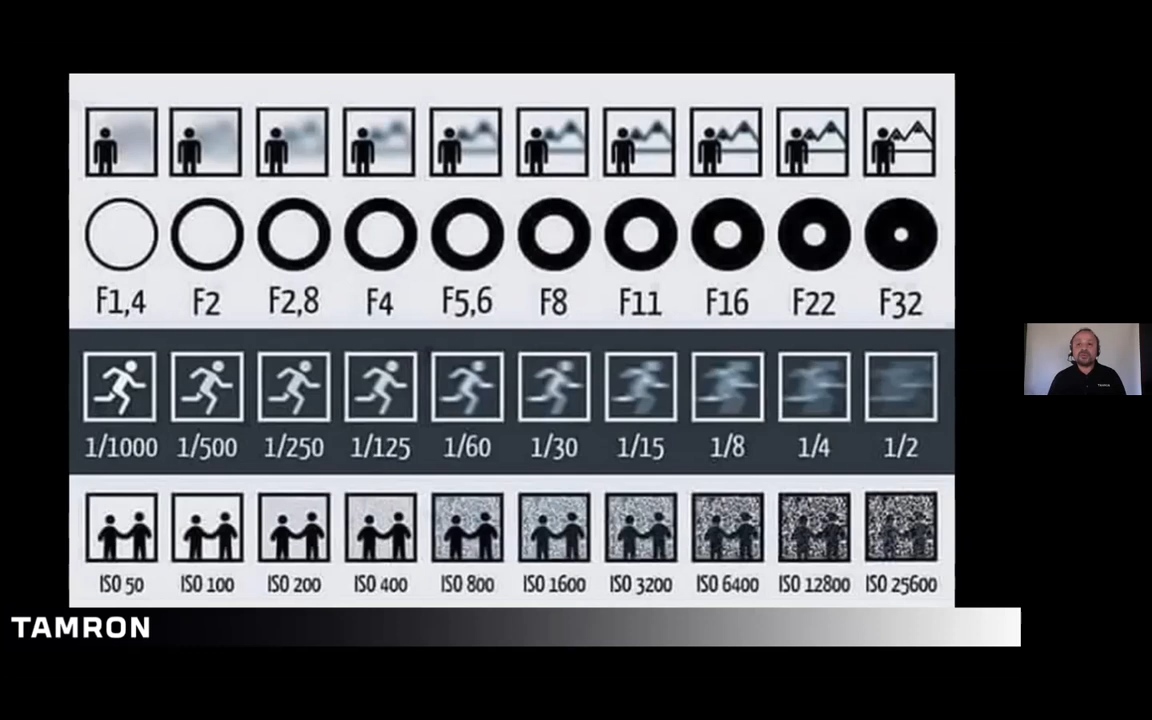 F1,4 F2 F2,8 F4 F5,6 F8 F11 F16 F22 F32
1/1000 1/500 1/250 1/125 1/60 1/30 1/15 1/8 1/4 1/2
ISO 50 ISO 100 ISO 200 ISO 400 ISO 800 ISO 1600 ISO 3200 ISO 6400 ISO 12800 ISO 25600
TAMRON